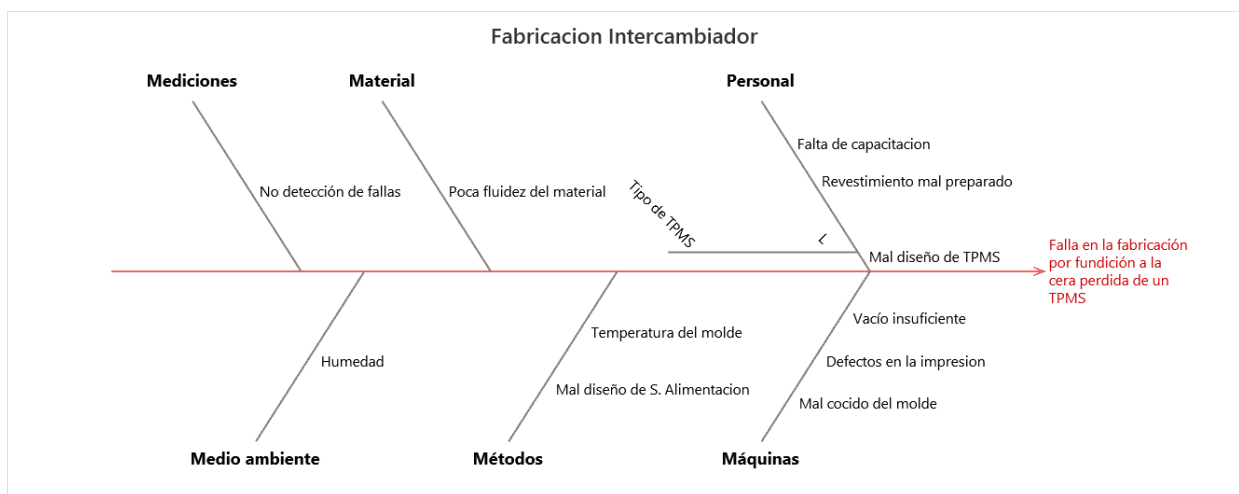 Fabricacion Intercambiador
Mediciones
Material
Personal
Falta de capacitacion
Revestimiento mal preparado
No detección de fallas
Poca fluidez del material
Tipo de TPMS
L
Mal diseño de TPMS
Falla en la fabricación
por fundición a la
cera perdida de un
TPMS
Vacío insuficiente
Temperatura del molde
Humedad
Defectos en la impresion
Mal diseño de S. Alimentacion
Mal cocido del molde
Medio ambiente
Métodos
Máquinas